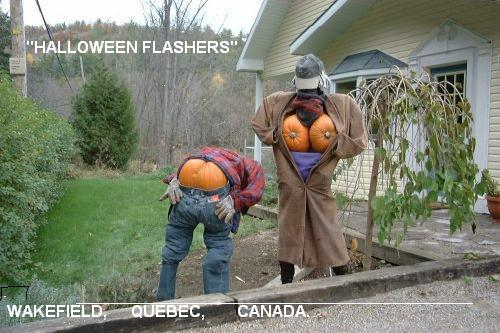 "HALLOWEEN FLASHERS"
WAKEFIELD, QUEBEC, CANADA.